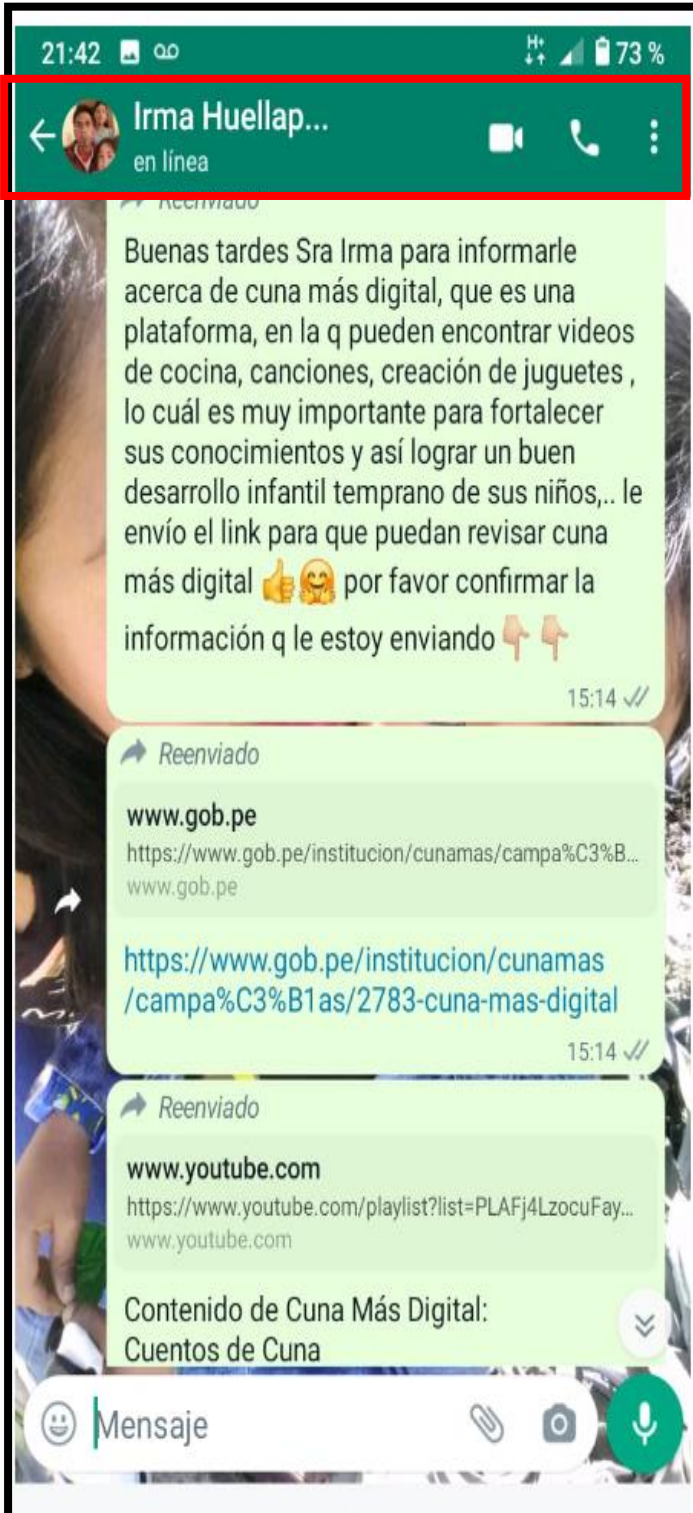 21:42 73 %
Irma Huellap...
en línea
Reenviado
Buenas tardes Sra Irma para informarle
acerca de cuna más digital, que es una
plataforma, en la q pueden encontrar videos
de cocina, canciones, creación de juguetes ,
lo cuál es muy importante para fortalecer
sus conocimientos y así lograr un buen
desarrollo infantil temprano de sus niños,.. le
envío el link para que puedan revisar cuna
más digital 👍🤗 por favor confirmar la
información q le estoy enviando👇🏻👇🏻
15:14
Reenviado
www.gob.pe
https://www.gob.pe/institucion/cunamas/campa%C3%B...
www.gob.pe
https://www.gob.pe/institucion/cunamas
/campa%C3%B1as/2783-cuna-mas-digital
15:14
Reenviado
www.youtube.com
https://www.youtube.com/playlist?list=PLAFj4LzocuFay...
www.youtube.com
Contenido de Cuna Más Digital:
Cuentos de Cuna
Mensaje